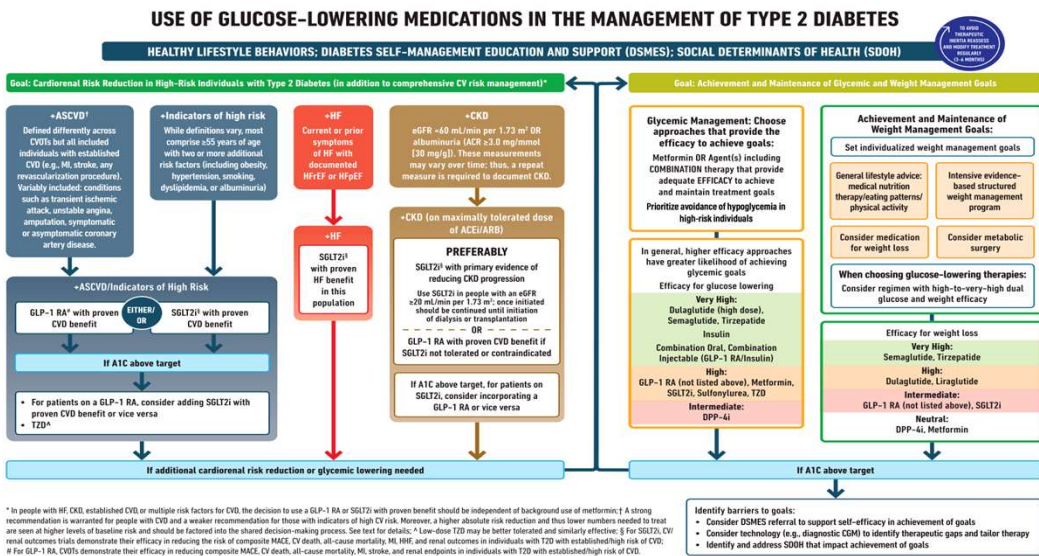 USE OF GLUCOSE-LOWERING MEDICATIONS IN THE MANAGEMENT OF TYPE 2 DIABETES
HEALTHY LIFESTYLE BEHAVIORS; DIABETES SELF-MANAGEMENT EDUCATION AND SUPPORT (DSMES); SOCIAL DETERMINANTS OF HEALTH (SDOH)
TO AVOID
THERAPEUTIC
INERTIA REASSESS
AND MODIFY TREATMENT
REGULARLY
(3-6 MONTHS)
Goal: Cardiorenal Risk Reduction in High-Risk Individuals with Type 2 Diabetes (in addition to comprehensive CV risk management)*
+ASCVD†
Defined differently across
CVOTs but all included
individuals with established
CVD (e.g., MI, stroke, any
revascularization procedure).
Variably included: conditions
such as transient ischemic
attack, unstable angina,
amputation, symptomatic
or asymptomatic coronary
artery disease.
+Indicators of high risk
While definitions vary, most
comprise ≥55 years of age
with two or more additional
risk factors (including obesity,
hypertension, smoking,
dyslipidemia, or albuminuria)
+HF
Current or prior
symptoms
of HF with
documented
HFrEF or HFpEF
+CKD
eGFR <60 mL/min per 1.73 m² OR
albuminuria (ACR ≥3.0 mg/mmol
[30 mg/g]). These measurements
may vary over time; thus, a repeat
measure is required to document CKD.
+ASCVD/Indicators of High Risk
GLP-1 RA# with proven
CVD benefit
EITHER/
OR
SGLT2i§ with proven
CVD benefit
If A1C above target
• For patients on a GLP-1 RA, consider adding SGLT2i with
proven CVD benefit or vice versa
• TZD^
+HF
SGLT2i§
with proven
HF benefit
in this
population
+CKD (on maximally tolerated dose
of ACEi/ARB)
PREFERABLY
SGLT2i§ with primary evidence of
reducing CKD progression
Use SGLT2i in people with an eGFR
≥20 mL/min per 1.73 m²; once initiated
should be continued until initiation
of dialysis or transplantation
OR
GLP-1 RA with proven CVD benefit if
SGLT2i not tolerated or contraindicated
If A1C above target, for patients on
SGLT2i, consider incorporating a
GLP-1 RA or vice versa
If additional cardiorenal risk reduction or glycemic lowering needed
Goal: Achievement and Maintenance of Glycemic and Weight Management Goals
Glycemic Management: Choose
approaches that provide the
efficacy to achieve goals:
Metformin OR Agent(s) including
COMBINATION therapy that provide
adequate EFFICACY to achieve
and maintain treatment goals
Prioritize avoidance of hypoglycemia in
high-risk individuals
In general, higher efficacy approaches
have greater likelihood of achieving
glycemic goals
Efficacy for glucose lowering
Very High:
Dulaglutide (high dose),
Semaglutide, Tirzepatide
Insulin
Combination Oral, Combination
Injectable (GLP-1 RA/Insulin)
High:
GLP-1 RA (not listed above), Metformin,
SGLT2i, Sulfonylurea, TZD
Intermediate:
DPP-4i
Achievement and Maintenance of
Weight Management Goals:
Set individualized weight management goals
General lifestyle advice:
medical nutrition
therapy/eating patterns/
physical activity
Intensive evidence-
based structured
weight management
program
Consider medication
for weight loss
Consider metabolic
surgery
When choosing glucose-lowering therapies:
Consider regimen with high-to-very-high dual
glucose and weight efficacy
Efficacy for weight loss
Very High:
Semaglutide, Tirzepatide
High:
Dulaglutide, Liraglutide
Intermediate:
GLP-1 RA (not listed above), SGLT2i
Neutral:
DPP-4i, Metformin
If A1C above target
Identify barriers to goals:
• Consider DSMES referral to support self-efficacy in achievement of goals
• Consider technology (e.g., diagnostic CGM) to identify therapeutic gaps and tailor therapy
• Identify and address SDOH that impact achievement of goals
* In people with HF, CKD, established CVD, or multiple risk factors for CVD, the decision to use a GLP-1 RA or SGLT2i with proven benefit should be independent of background use of metformin; † A strong
recommendation is warranted for people with CVD and a weaker recommendation for those with indicators of high CV risk. Moreover, a higher absolute risk reduction and thus lower numbers needed to treat
are seen at higher levels of baseline risk and should be factored into the shared decision-making process. See text for details; ^ Low-dose TZD may be better tolerated and similarly effective; § For SGLT2i, CV/
renal outcomes trials demonstrate their efficacy in reducing the risk of composite MACE, CV death, all-cause mortality, MI, HHF, and renal outcomes in individuals with T2D with established/high risk of CVD;
# For GLP-1 RA, CVOTs demonstrate their efficacy in reducing composite MACE, CV death, all-cause mortality, MI, stroke, and renal endpoints in individuals with T2D with established/high risk of CVD.